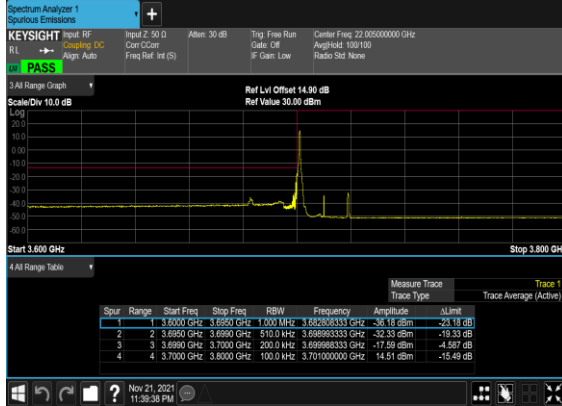 Spectrum Analyzer 1
Spurious Emissions
+
KEYSIGHT
RL
PASS
Input: RF
Coupling: DC
Align: Auto
Input Z: 50 Ω
Corr CCorr
Freq Ref: Int (S)
Atten: 30 dB
Trig: Free Run
Gate: Off
IF Gain: Low
Center Freq: 22.005000000 GHz
Avg|Hold: 100/100
Radio Std: None
3 All Range Graph
Scale/Div 10.0 dB
Ref Lvl Offset 14.90 dB
Ref Value 30.00 dBm
Log
20.0
10.0
0.00
-10.0
-20.0
-30.0
-40.0
-50.0
-60.0
Start 3.600 GHz
Stop 3.800 GH
4 All Range Table
Measure Trace Trace 1
Trace Type Trace Average (Active)
Spur Range Start Freq Stop Freq RBW Frequency Amplitude ΔLimit
1 1 3.6000 GHz 3.6950 GHz 1.000 MHz 3.682808333 GHz -36.18 dBm -23.18 dB
2 2 3.6950 GHz 3.6990 GHz 510.0 kHz 3.698993333 GHz -32.33 dBm -19.33 dB
3 3 3.6990 GHz 3.7000 GHz 200.0 kHz 3.699988333 GHz -17.59 dBm -4.587 dB
4 4 3.7000 GHz 3.8000 GHz 100.0 kHz 3.701000000 GHz 14.51 dBm -15.49 dB
?
Nov 21, 2021
11:39:38 PM